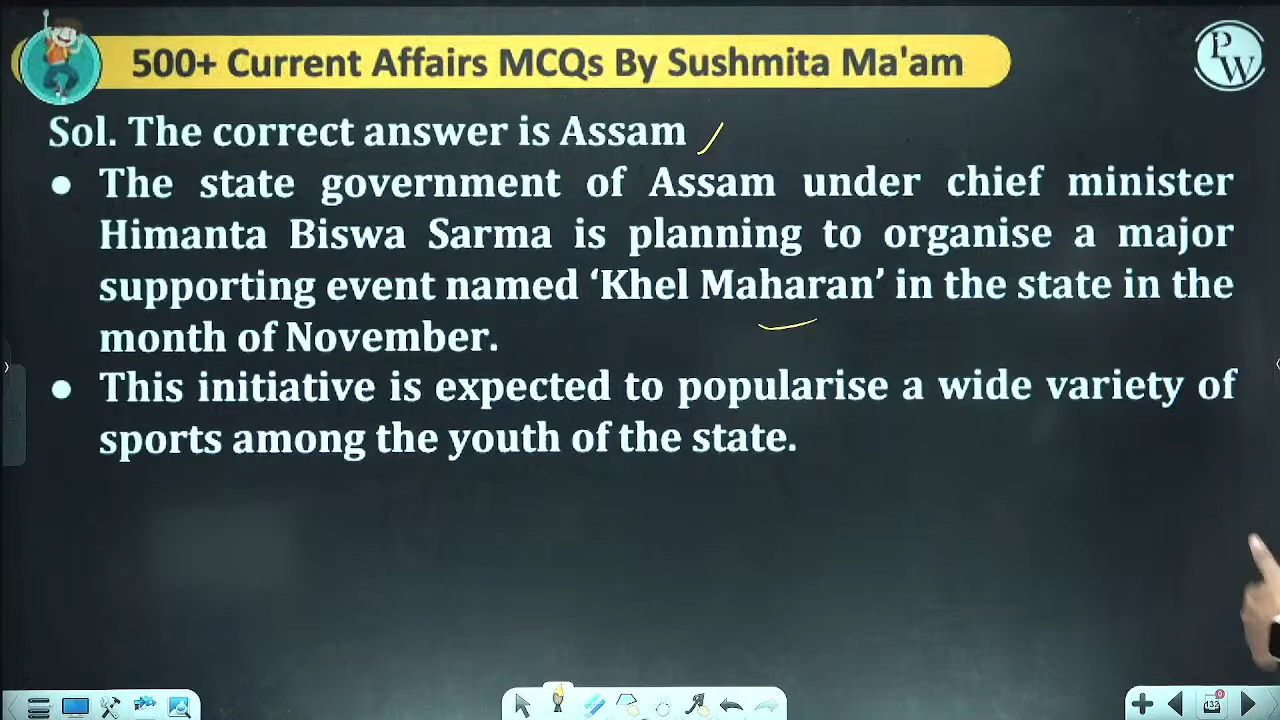 500+ Current Affairs MCQs By Sushmita Ma'am
P
W
Sol. The correct answer is Assam
• The state government of Assam under chief minister
Himanta Biswa Sarma is planning to organise a major
supporting event named ‘Khel Maharan’ in the state in the
month of November.
• This initiative is expected to popularise a wide variety of
sports among the youth of the state.